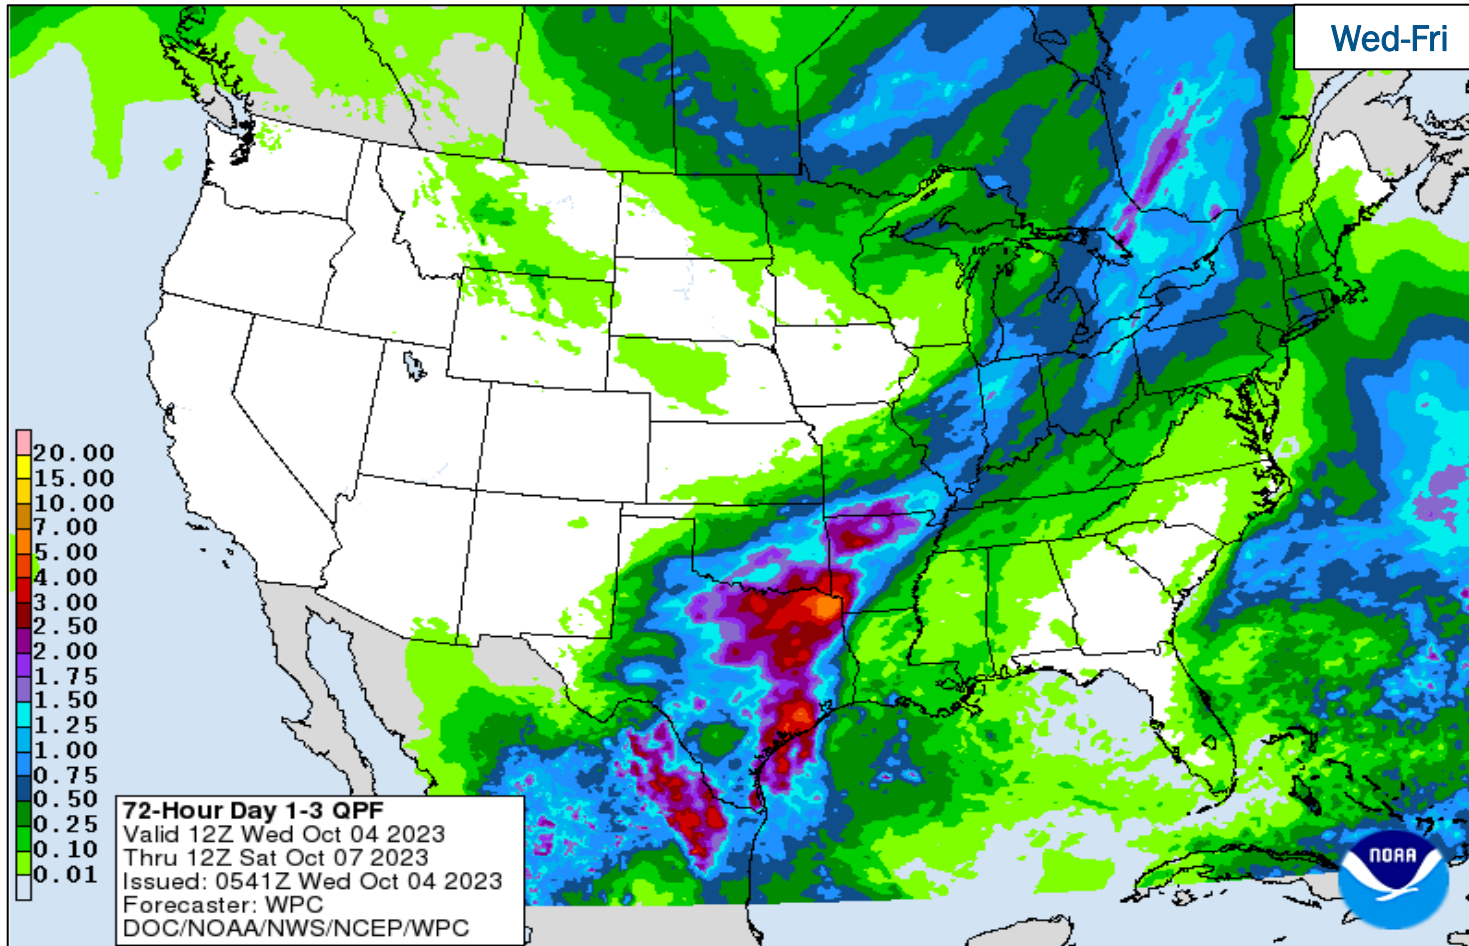 Wed-Fri
20.00
15.00
10.00
7.00
5.00
4.00
3.00
2.50
2.00
1.75
1.50
1.25
1.00
0.75
0.50
0.25
0.10
0.01
72-Hour Day 1-3 QPF
Valid 12Z Wed Oct 04 2023
Thru 12Z Sat Oct 07 2023
Issued: 0541Z Wed Oct 04 2023
Forecaster: WPC
DOC/NOAA/NWS/NCEP/WPC
NOAA